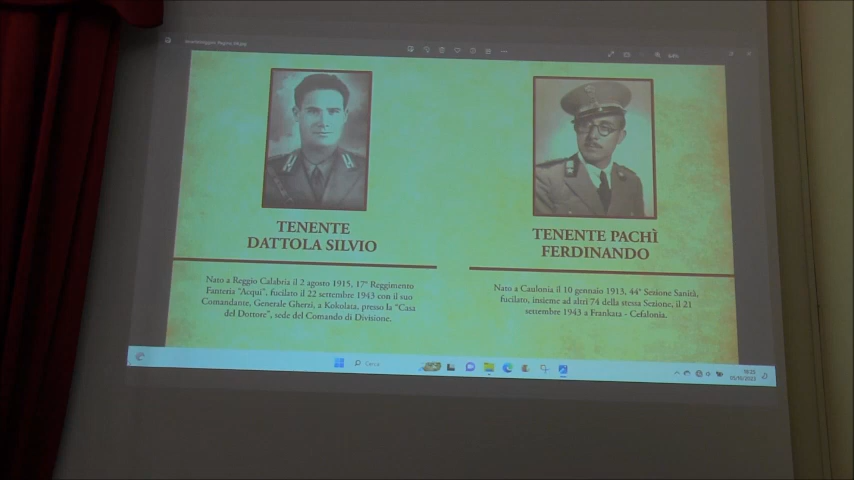 TENENTE
DATTOLA SILVIO
Nato a Reggio Calabria il 2 agosto 1915, 17° Reggimento
Fanteria "Acqui", fucilato il 22 settembre 1943 con il suo
Comandante, Generale Gherzi, a Kokolata, presso la "Casa
del Dottore", sede del Comando di Divisione.
TENENTE PACHÌ
FERDINANDO
Nato a Caulonia il 10 gennaio 1913, 44° Sezione Sanità,
fucilato, insieme ad altri 74 della stessa Sezione, il 21
settembre 1943 a Frankata - Cefalonia.
Cerca